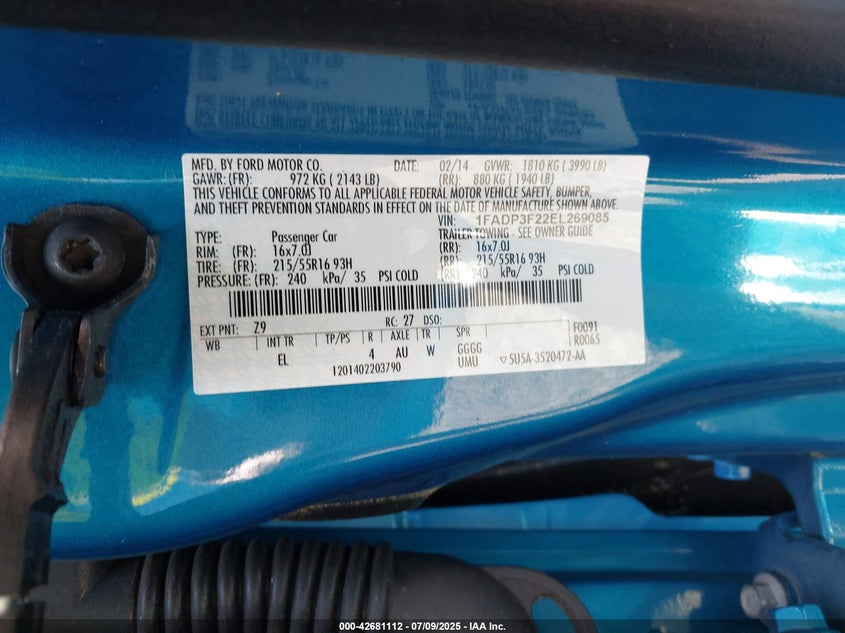 MFD. BY FORD MOTOR CO. DATE: 02/14 GVWR: 1810 KG ( 3990 LB)
GAWR: (FR): 972 KG ( 2143 LB) (RR): 880 KG ( 1940 LB)
THIS VEHICLE CONFORMS TO ALL APPLICABLE FEDERAL MOTOR VEHICLE SAFETY, BUMPER,
AND THEFT PREVENTION STANDARDS IN EFFECT ON THE DATE OF MANUFACTURE SHOWN ABOVE.
VIN: 1FADP3F22EL269085
TYPE: Passenger Car TRAILER TOWING - SEE OWNER GUIDE
RIM: (FR): 16x7.0J (RR): 16x7.0J
TIRE: (FR): 215/55R16 93H (RR): 215/55R16 93H
PRESSURE: (FR): 240 kPa/ 35 PSI COLD (RR): 240 kPa/ 35 PSI COLD
EXT PNT: Z9 RC: 27 DSO: F0091
WB INT TR TP/PS R AXLE TR SPR R0065
EL 4 AU W GGGG
UMU 5U5A-3520472-AA
1201402203790
000-42681112 | 07/09/2025 - IAA Inc.